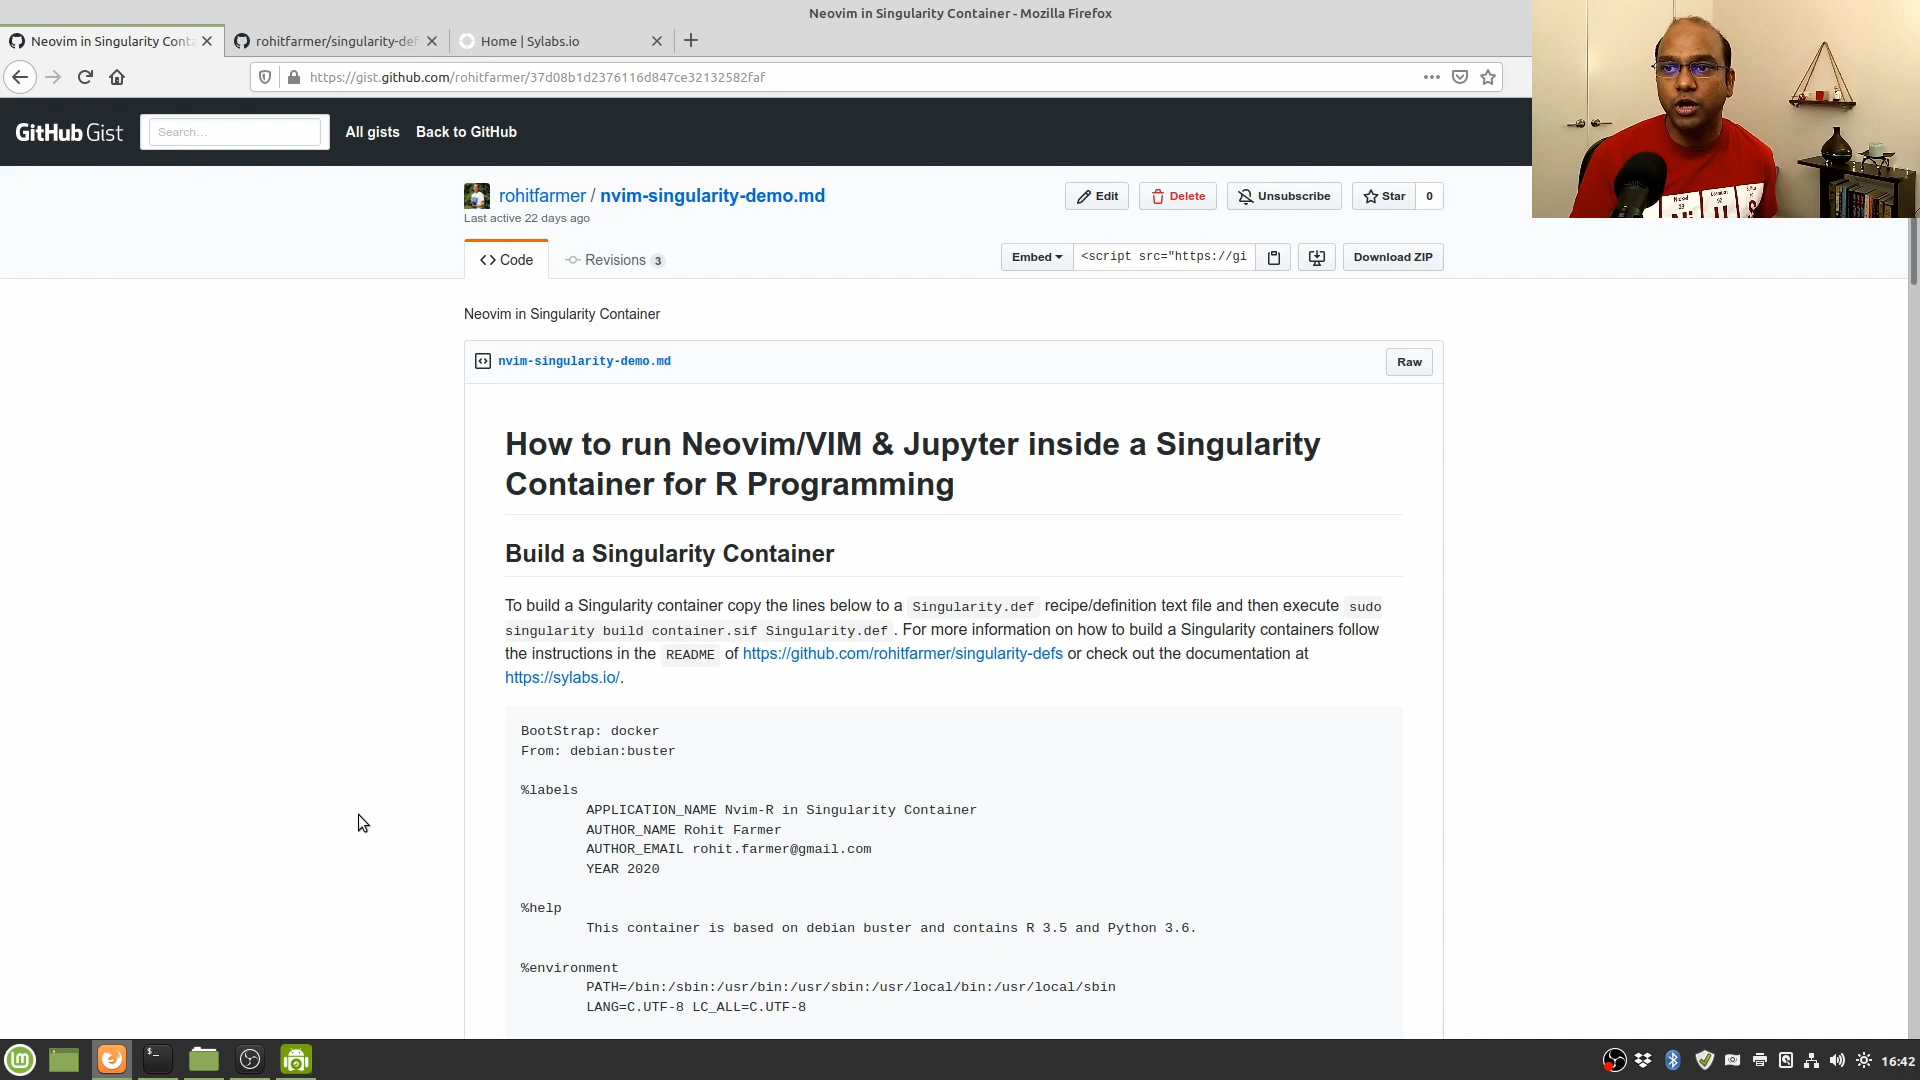 Neovim in Singularity Container - Mozilla Firefox
Neovim in Singularity Conta
rohitfarmer/singularity-def
Home | Sylabs.io
https://gist.github.com/rohitfarmer/37d08b1d2376116d847ce32132582faf
GitHub Gist
Search…
All gists
Back to GitHub
rohitfarmer / nvim-singularity-demo.md
Last active 22 days ago
Edit
Delete
Unsubscribe
Star
0
Code
Revisions 3
Embed
<script src="https://gi
Download ZIP
Neovim in Singularity Container
nvim-singularity-demo.md
Raw
How to run Neovim/VIM & Jupyter inside a Singularity
Container for R Programming
Build a Singularity Container
To build a Singularity container copy the lines below to a Singularity.def recipe/definition text file and then execute sudo
singularity build container.sif Singularity.def . For more information on how to build a Singularity containers follow
the instructions in the README of https://github.com/rohitfarmer/singularity-defs or check out the documentation at
https://sylabs.io/.
BootStrap: docker
From: debian:buster
%labels
APPLICATION_NAME Nvim-R in Singularity Container
AUTHOR_NAME Rohit Farmer
AUTHOR_EMAIL rohit.farmer@gmail.com
YEAR 2020
%help
This container is based on debian buster and contains R 3.5 and Python 3.6.
%environment
PATH=/bin:/sbin:/usr/bin:/usr/sbin:/usr/local/bin:/usr/local/sbin
LANG=C.UTF-8 LC_ALL=C.UTF-8
16:42